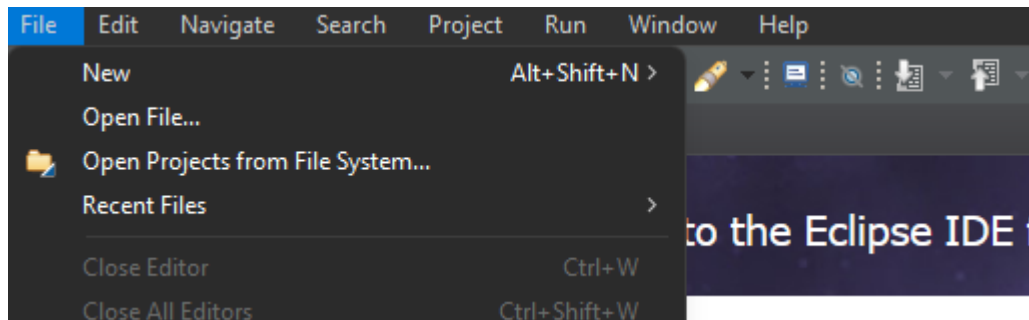 File Edit Navigate Search Project Run Window Help
New Alt+Shift+N >
Open File...
Open Projects from File System...
Recent Files >
to the Eclipse IDE
Close Editor Ctrl+W
Close All Editors Ctrl+Shift+W